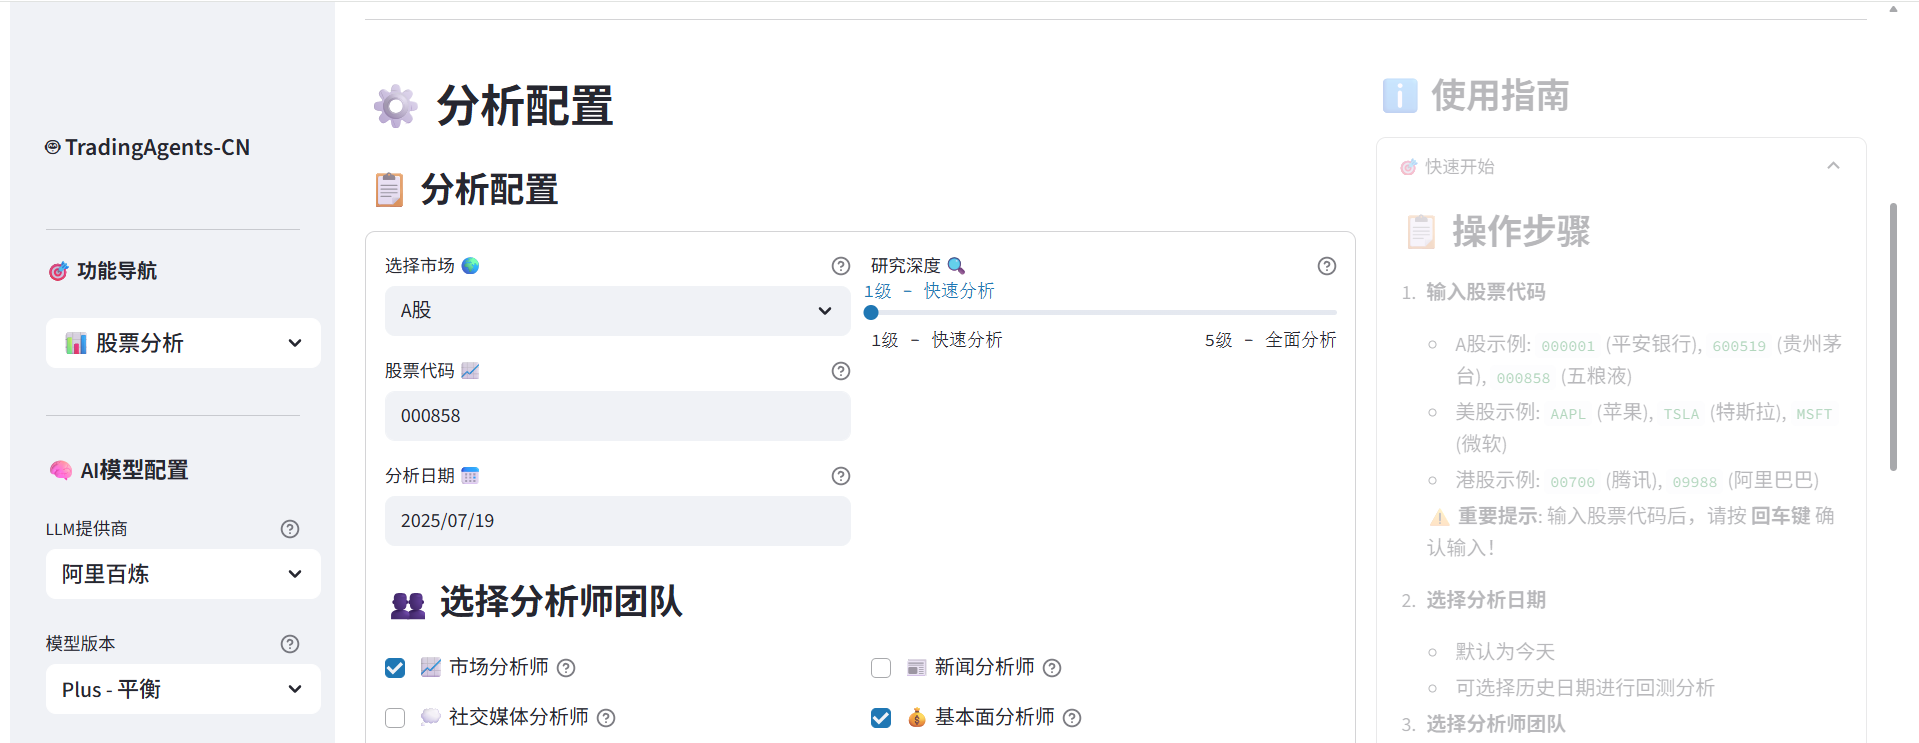 TradingAgents-CN
功能导航
股票分析
AI模型配置
LLM提供商
阿里百炼
模型版本
Plus - 平衡
分析配置
分析配置
选择市场
A股
股票代码
000858
分析日期
2025/07/19
研究深度
1级 - 快速分析
1级 - 快速分析
5级 - 全面分析
选择分析师团队
市场分析师
新闻分析师
社交媒体分析师
基本面分析师
使用指南
快速开始
操作步骤
1. 输入股票代码
A股示例: 000001 (平安银行), 600519 (贵州茅
台), 000858 (五粮液)
美股示例: AAPL (苹果), TSLA (特斯拉), MSFT
(微软)
港股示例: 00700 (腾讯), 09988 (阿里巴巴)
重要提示: 输入股票代码后，请按 回车键 确
认输入！
2. 选择分析日期
默认为今天
可选择历史日期进行回测分析
3. 选择分析师团队